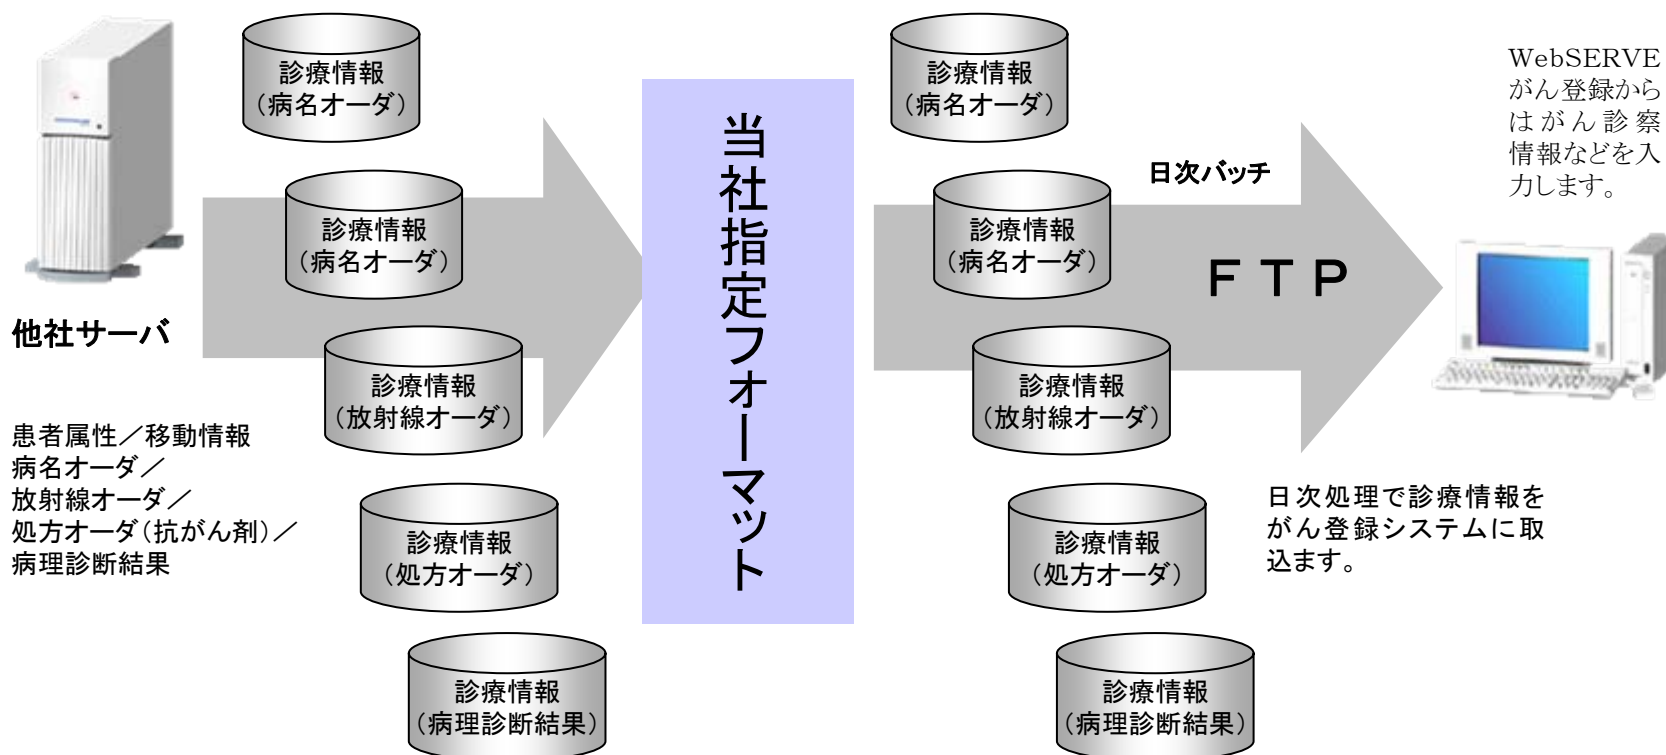 診療情報
（病名オーダ）
診療情報
（病名オーダ）
診療情報
（放射線オーダ）
診療情報
（処方オーダ）
診療情報
（病理診断結果）
他社サーバ
患者属性／移動情報
病名オーダ／
放射線オーダ／
処方オーダ（抗がん剤）／
病理診断結果
当社指定フォーマット
診療情報
（病名オーダ）
診療情報
（病名オーダ）
診療情報
（放射線オーダ）
診療情報
（処方オーダ）
診療情報
（病理診断結果）
日次バッチ
ＦＴＰ
WebSERVE
がん登録から
はがん診察
情報などを入
力します。
日次処理で診療情報を
がん登録システムに取
込ます。